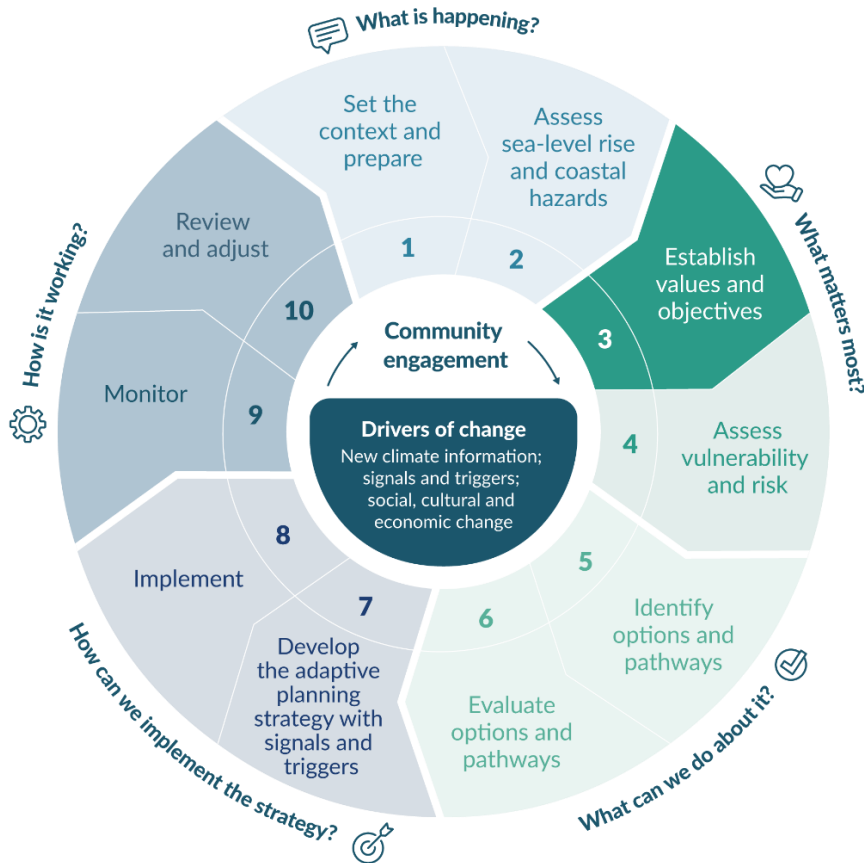 What is happening?
Set the
context and
prepare
1
Assess
sea-level rise
and coastal
hazards
2
What matters most?
Establish
values and
objectives
3
Assess
vulnerability
and risk
4
What can we do about it?
Identify
options and
pathways
5
Evaluate
options and
pathways
6
How can we implement the strategy?
Develop
the adaptive
planning
strategy with
signals and
triggers
7
Implement
8
How is it working?
Monitor
9
Review
and adjust
10
Community
engagement
Drivers of change
New climate information;
signals and triggers;
social, cultural and
economic change